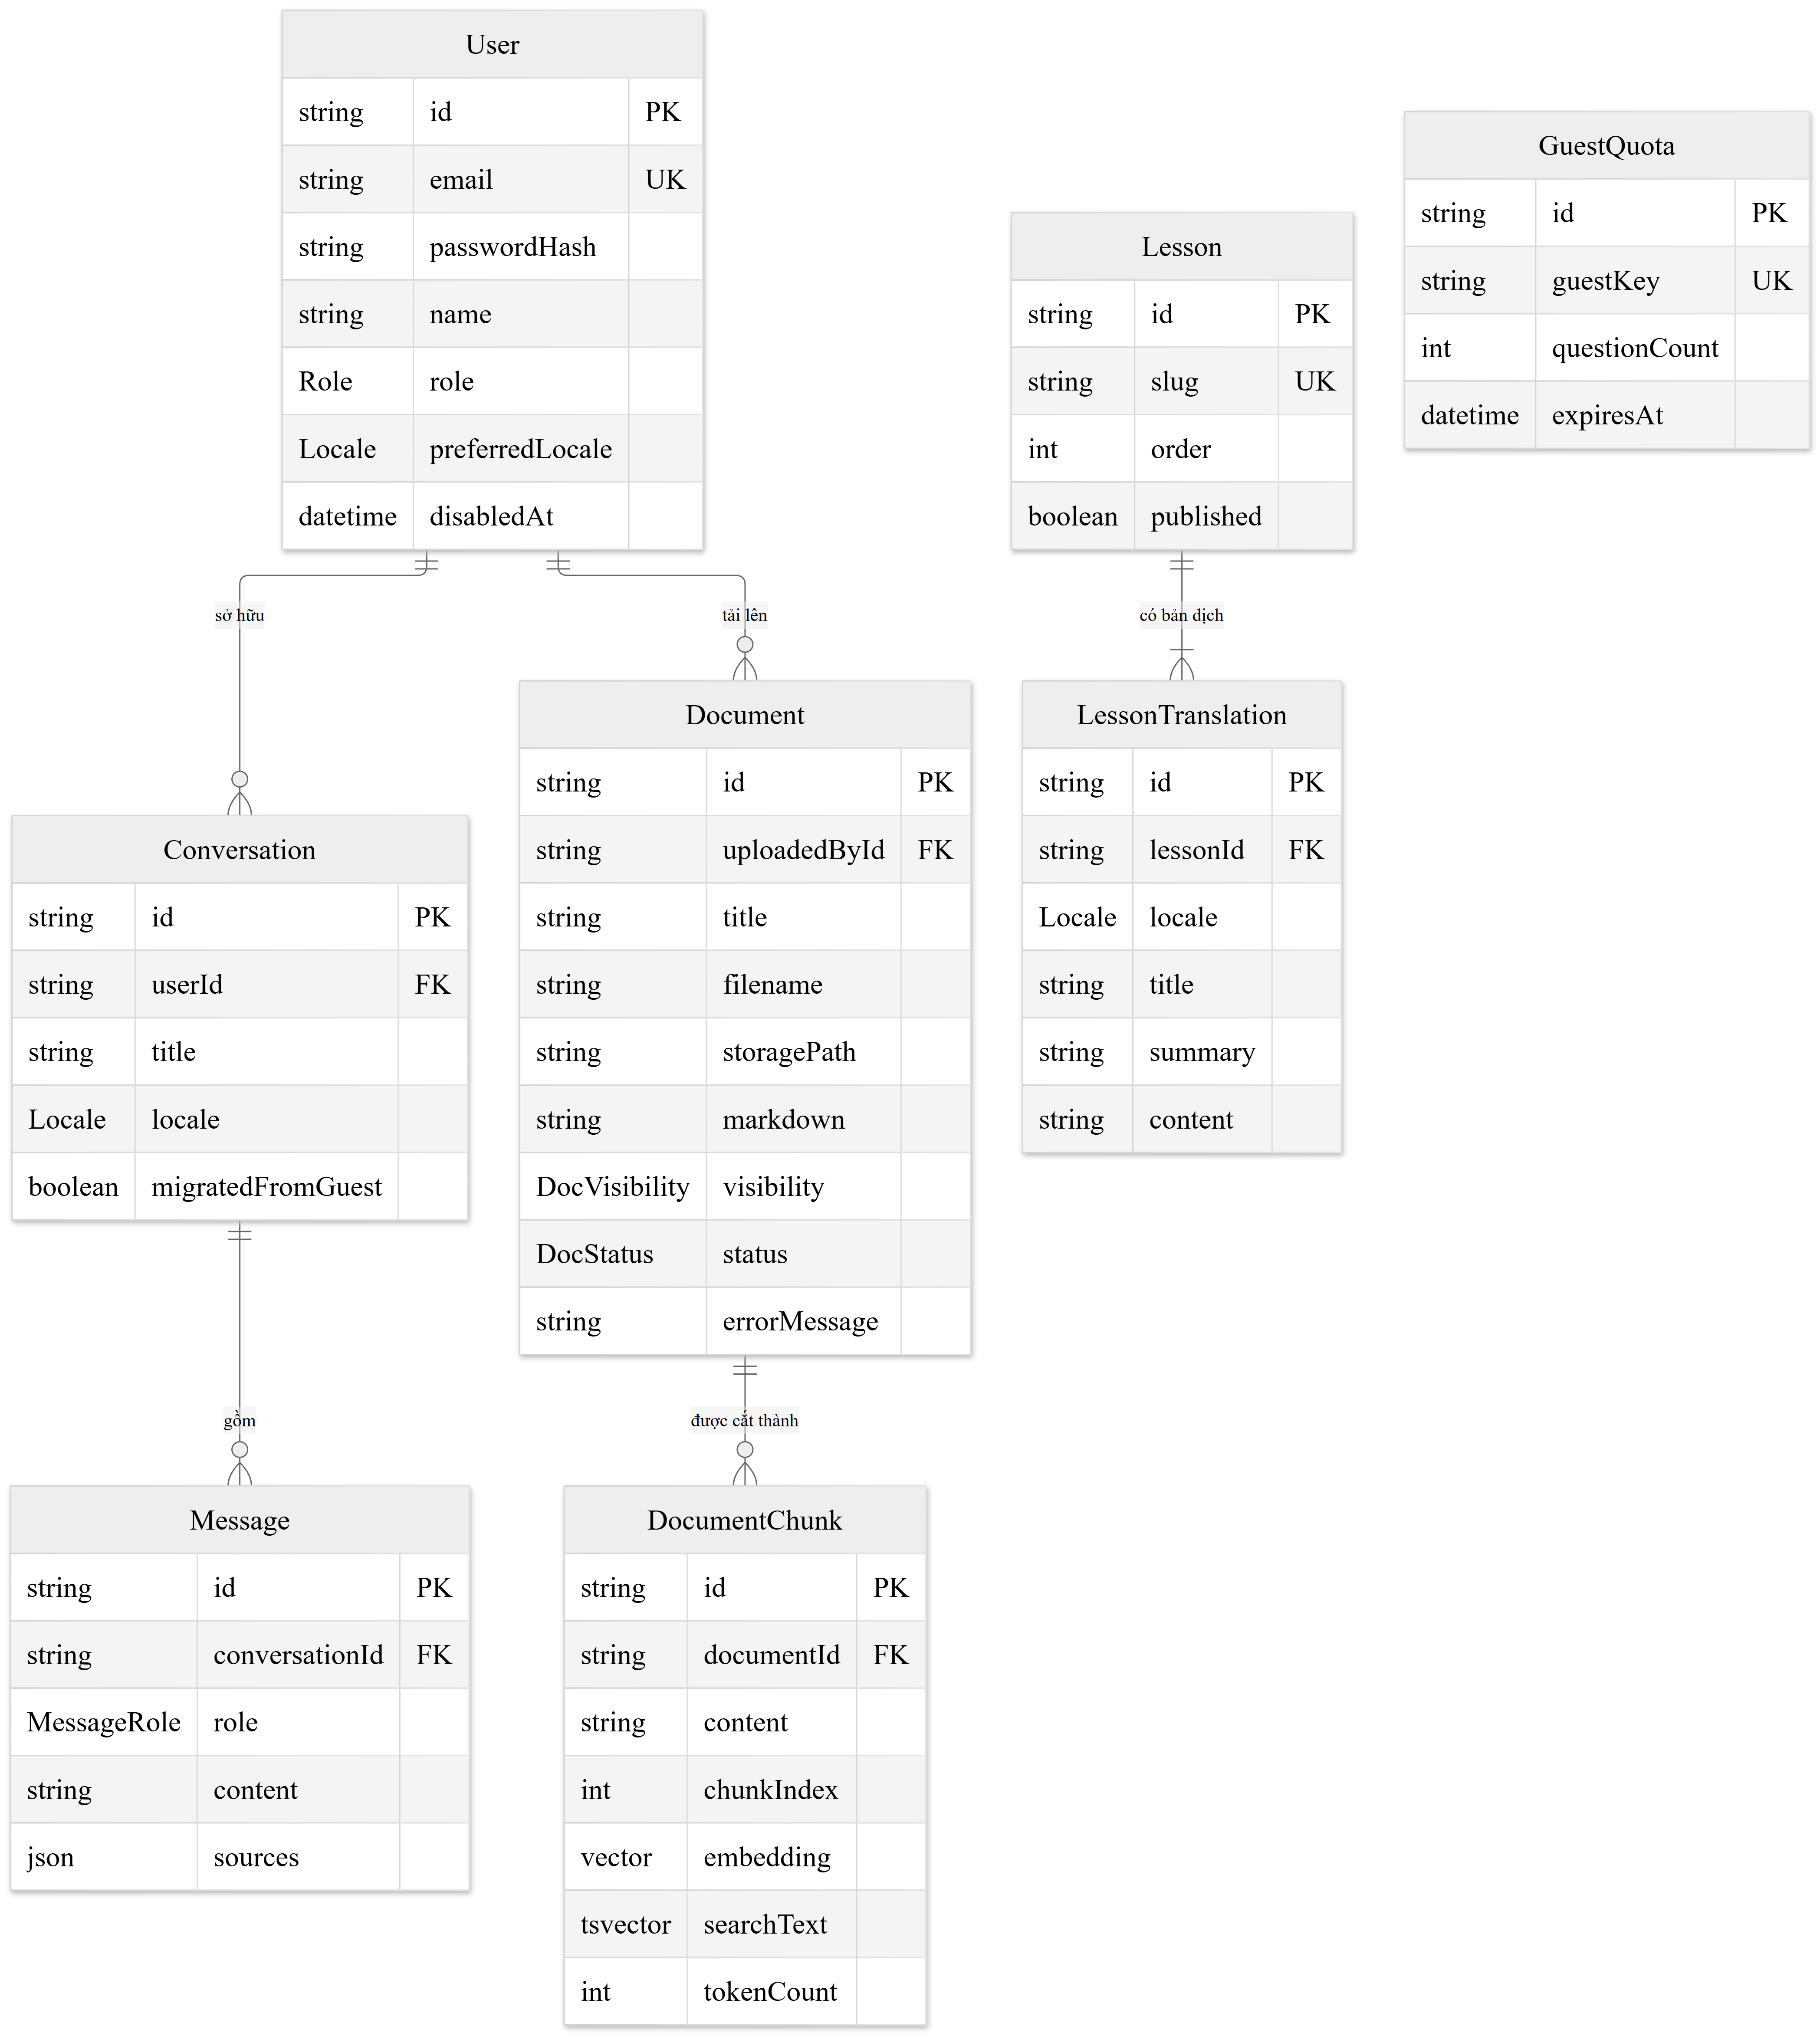 User
string id PK
string email UK
string passwordHash
string name
Role role
Locale preferredLocale
datetime disabledAt
GuestQuota
string id PK
string guestKey UK
int questionCount
datetime expiresAt
Lesson
string id PK
string slug UK
int order
boolean published
sở hữu
tải lên
có bản dịch
Document
string id PK
string uploadedById FK
string title
string filename
string storagePath
string markdown
DocVisibility visibility
DocStatus status
string errorMessage
LessonTranslation
string id PK
string lessonId FK
Locale locale
string title
string summary
string content
Conversation
string id PK
string userId FK
string title
Locale locale
boolean migratedFromGuest
gồm
được cắt thành
Message
string id PK
string conversationId FK
MessageRole role
string content
json sources
DocumentChunk
string id PK
string documentId FK
string content
int chunkIndex
vector embedding
tsvector searchText
int tokenCount